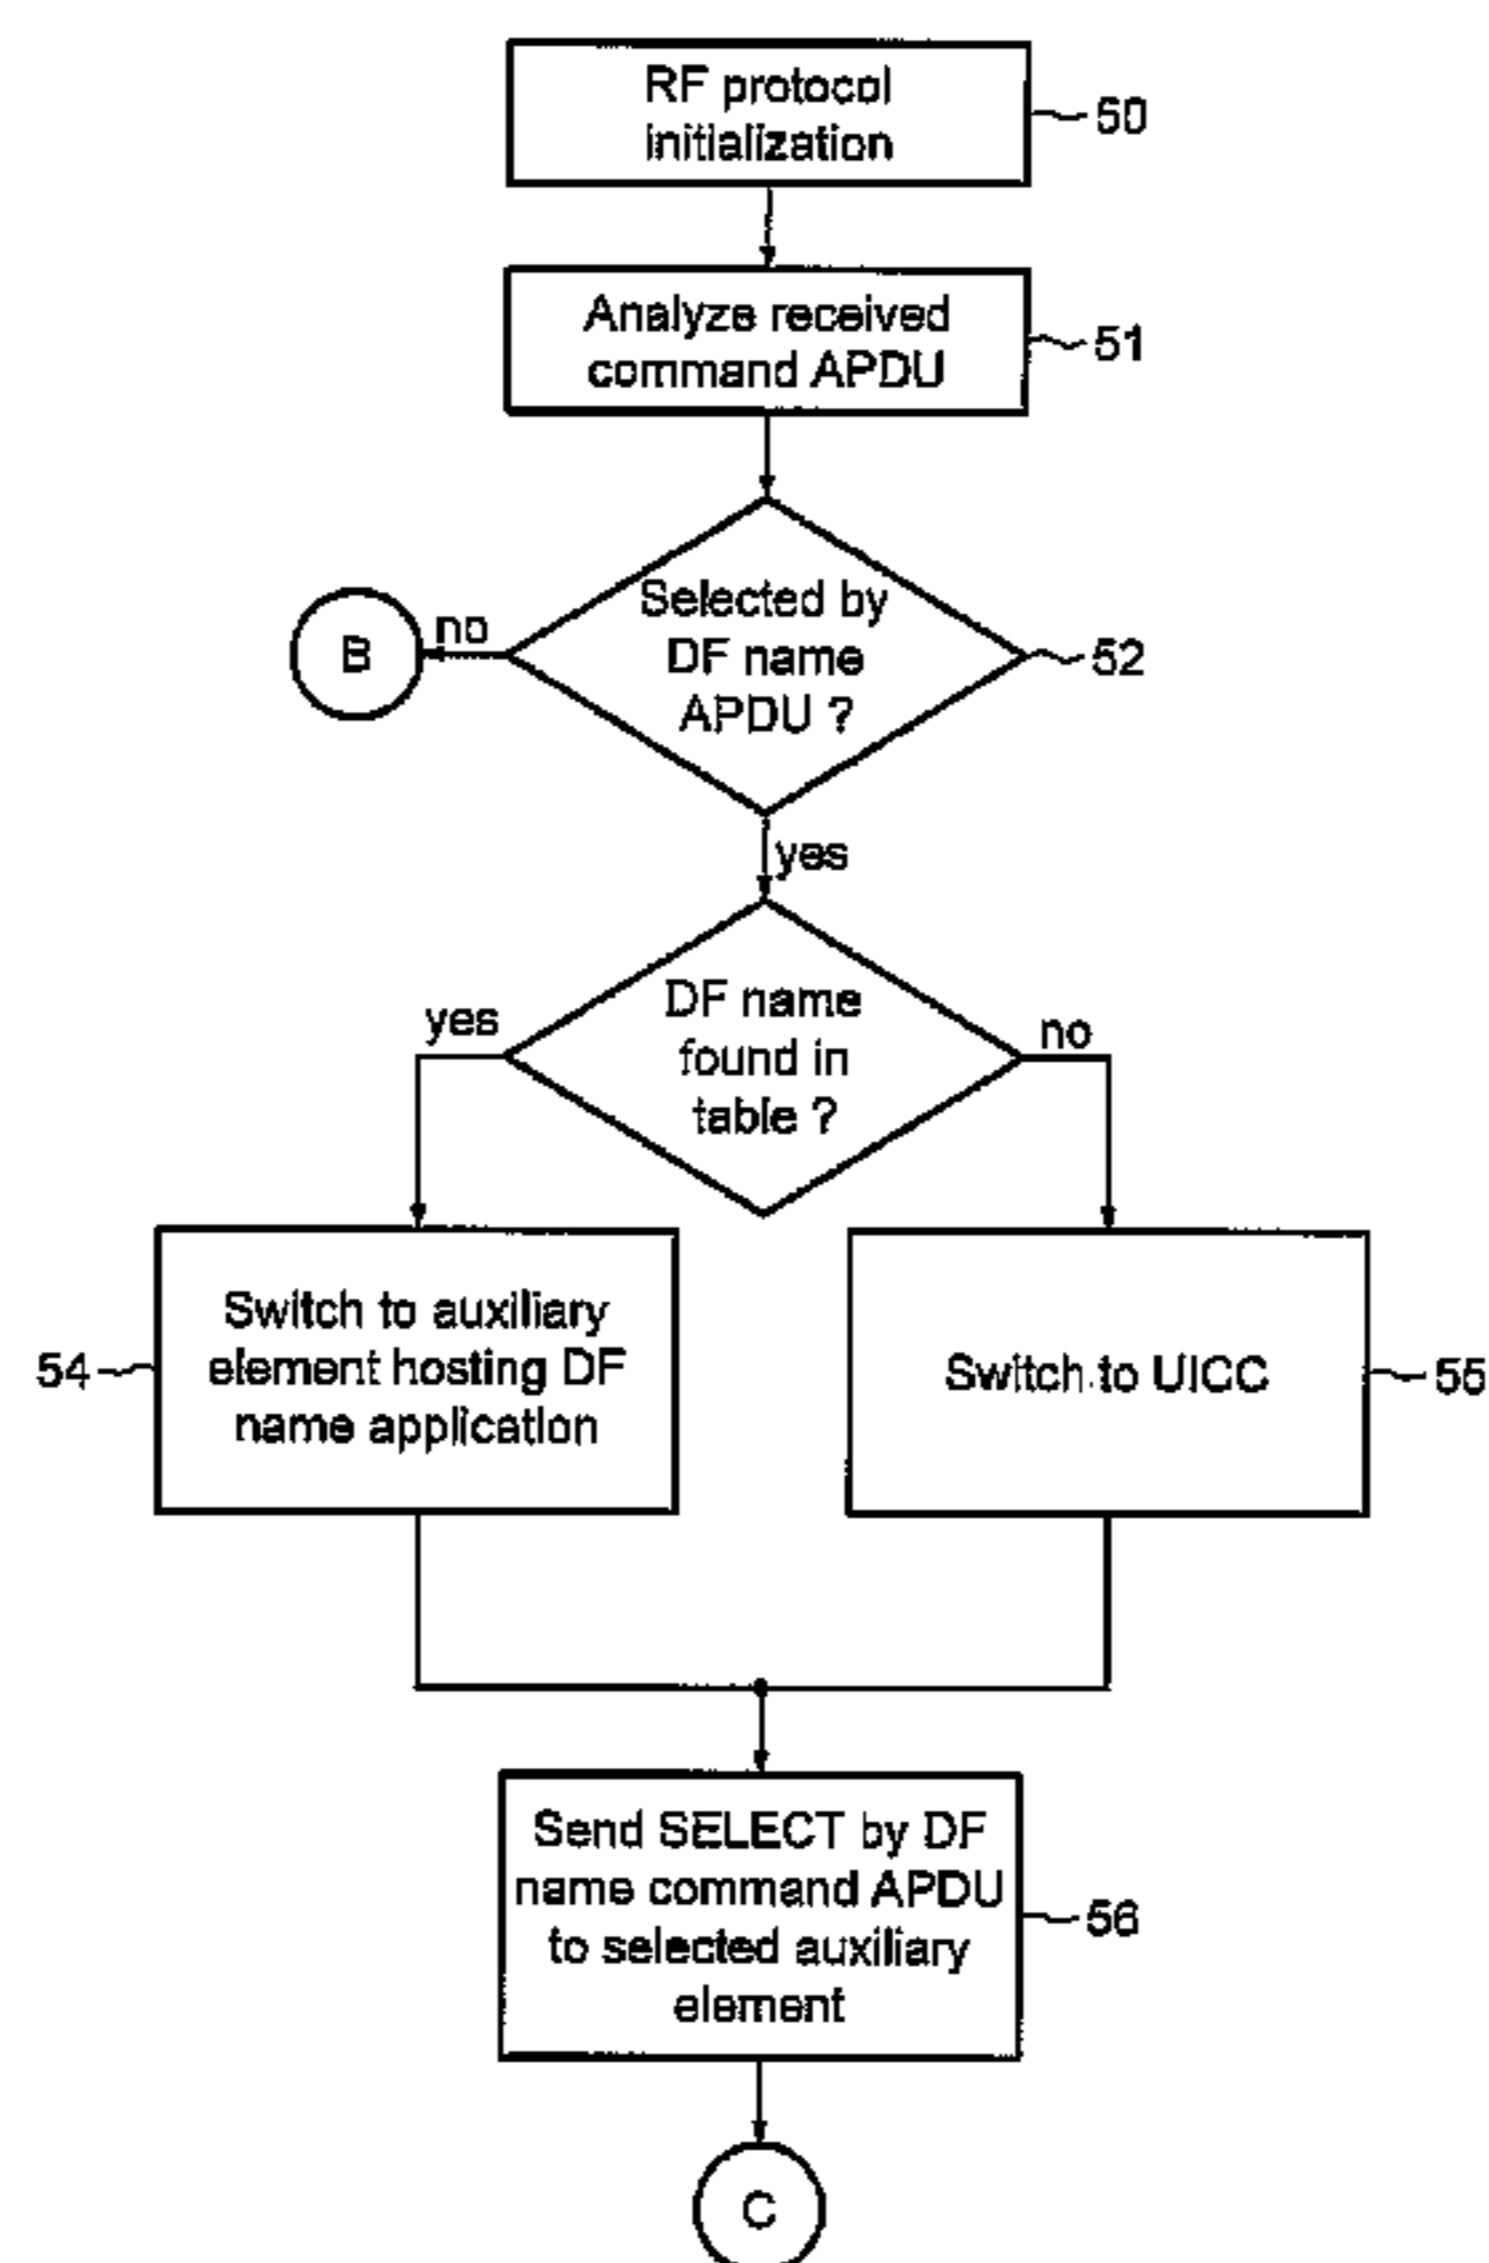 RF protocol
initialization
50
Analyze received
command APDU
51
Selected by
DF name
APDU ?
52
no
B
yes
DF name
found in
table ?
yes
no
Switch to auxiliary
element hosting DF
name application
54
Switch to UICC
55
Send SELECT by DF
name command APDU
to selected auxiliary
element
56
C